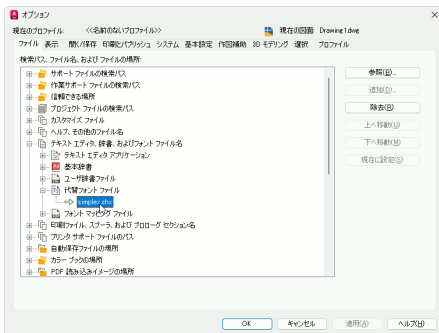 オプション
現在のプロファイル: <<名前のないプロファイル>> 現在の図面: Drawing1.dwg
ファイル 表示 開く/保存 印刷とパブリッシュ システム 基本設定 作図補助 3D モデリング 選択 プロファイル
検索パス、ファイル名、および ファイルの場所:
サポート ファイルの検索パス
作業サポート ファイルの検索パス
信頼できる場所
プロジェクト ファイルの検索パス
カスタマイズ ファイル
ヘルプ、その他のファイル名
テキスト エディタ、辞書、およびフォント ファイル名
テキスト エディタ アプリケーション
基本辞書
ユーザ辞書ファイル
代替フォント ファイル
simplex.shx
フォント マッピング ファイル
印刷ファイル、スプーラ、および プロローグ セクション名
プリンタ サポート ファイルのパス
自動保存ファイルの場所
カラー ブックの場所
PDF 読み込みイメージの場所
参照(B)...
追加(D)...
除去(R)
上へ移動(U)
下へ移動(M)
現在に設定(S)
OK キャンセル 適用(A) ヘルプ(H)